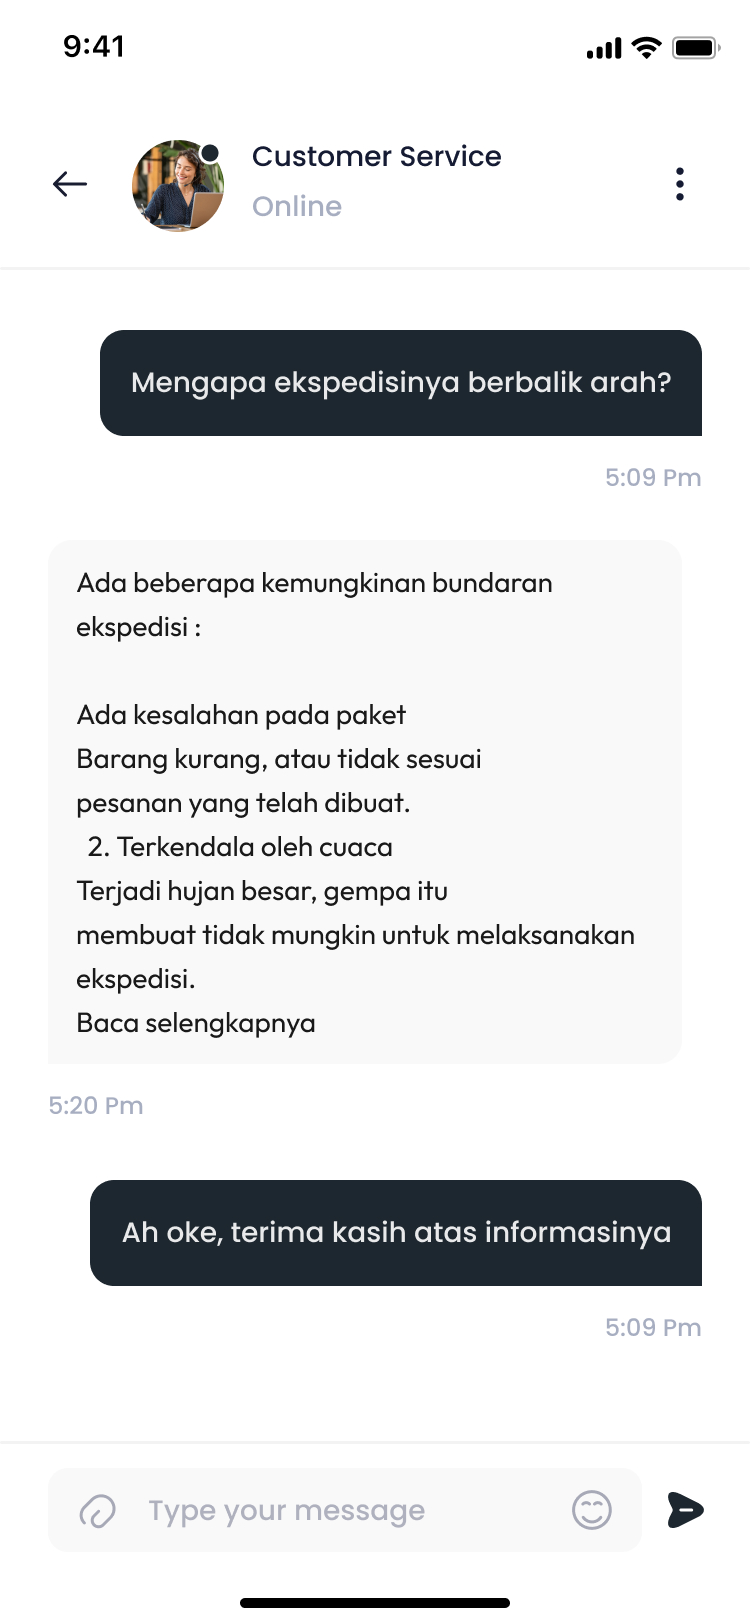 9:41
Customer Service
Online
Mengapa ekspedisinya berbalik arah?
5:09 Pm
Ada beberapa kemungkinan bundaran
ekspedisi :
Ada kesalahan pada paket
Barang kurang, atau tidak sesuai
pesanan yang telah dibuat.
2. Terkendala oleh cuaca
Terjadi hujan besar, gempa itu
membuat tidak mungkin untuk melaksanakan
ekspedisi.
Baca selengkapnya
5:20 Pm
Ah oke, terima kasih atas informasinya
5:09 Pm
Type your message